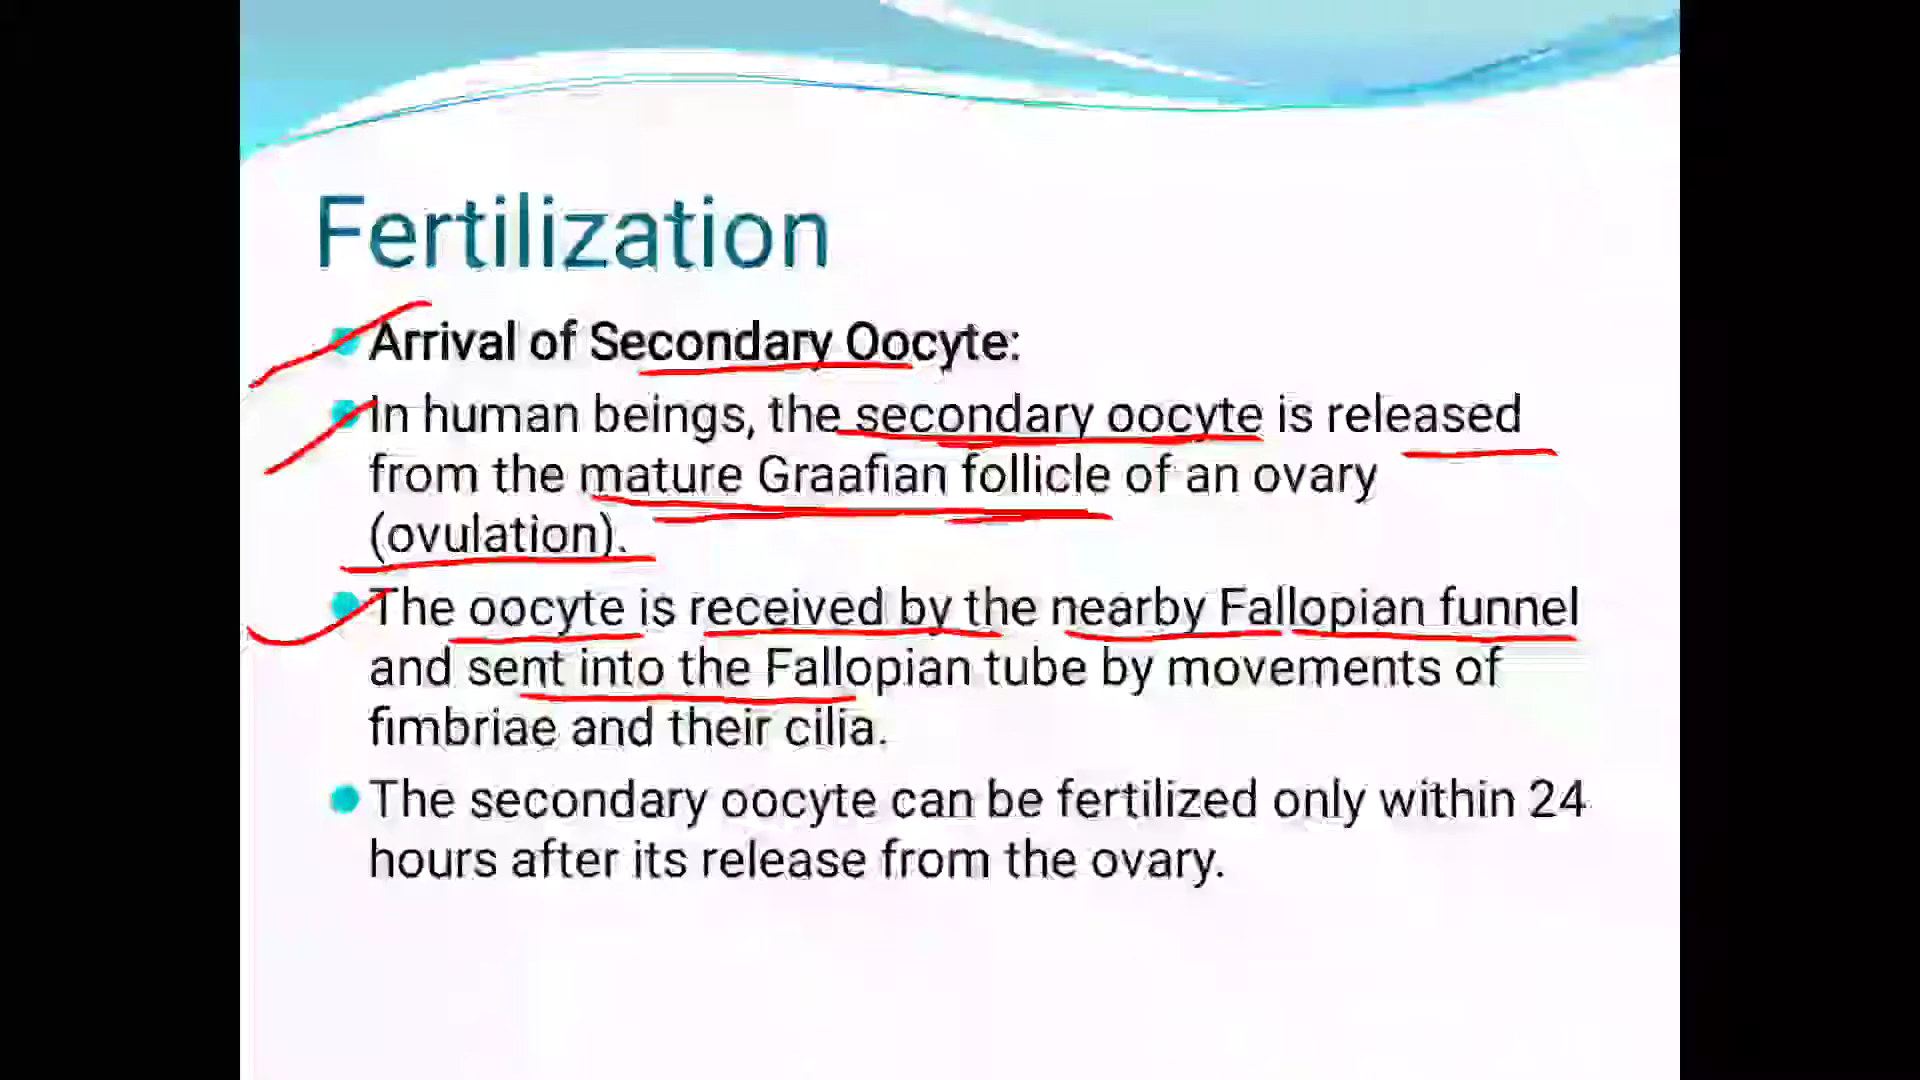 Fertilization
Arrival of Secondary Oocyte:
In human beings, the secondary oocyte is released
from the mature Graafian follicle of an ovary
(ovulation).
The oocyte is received by the nearby Fallopian funnel
and sent into the Fallopian tube by movements of
fimbriae and their cilia.
The secondary oocyte can be fertilized only within 24
hours after its release from the ovary.